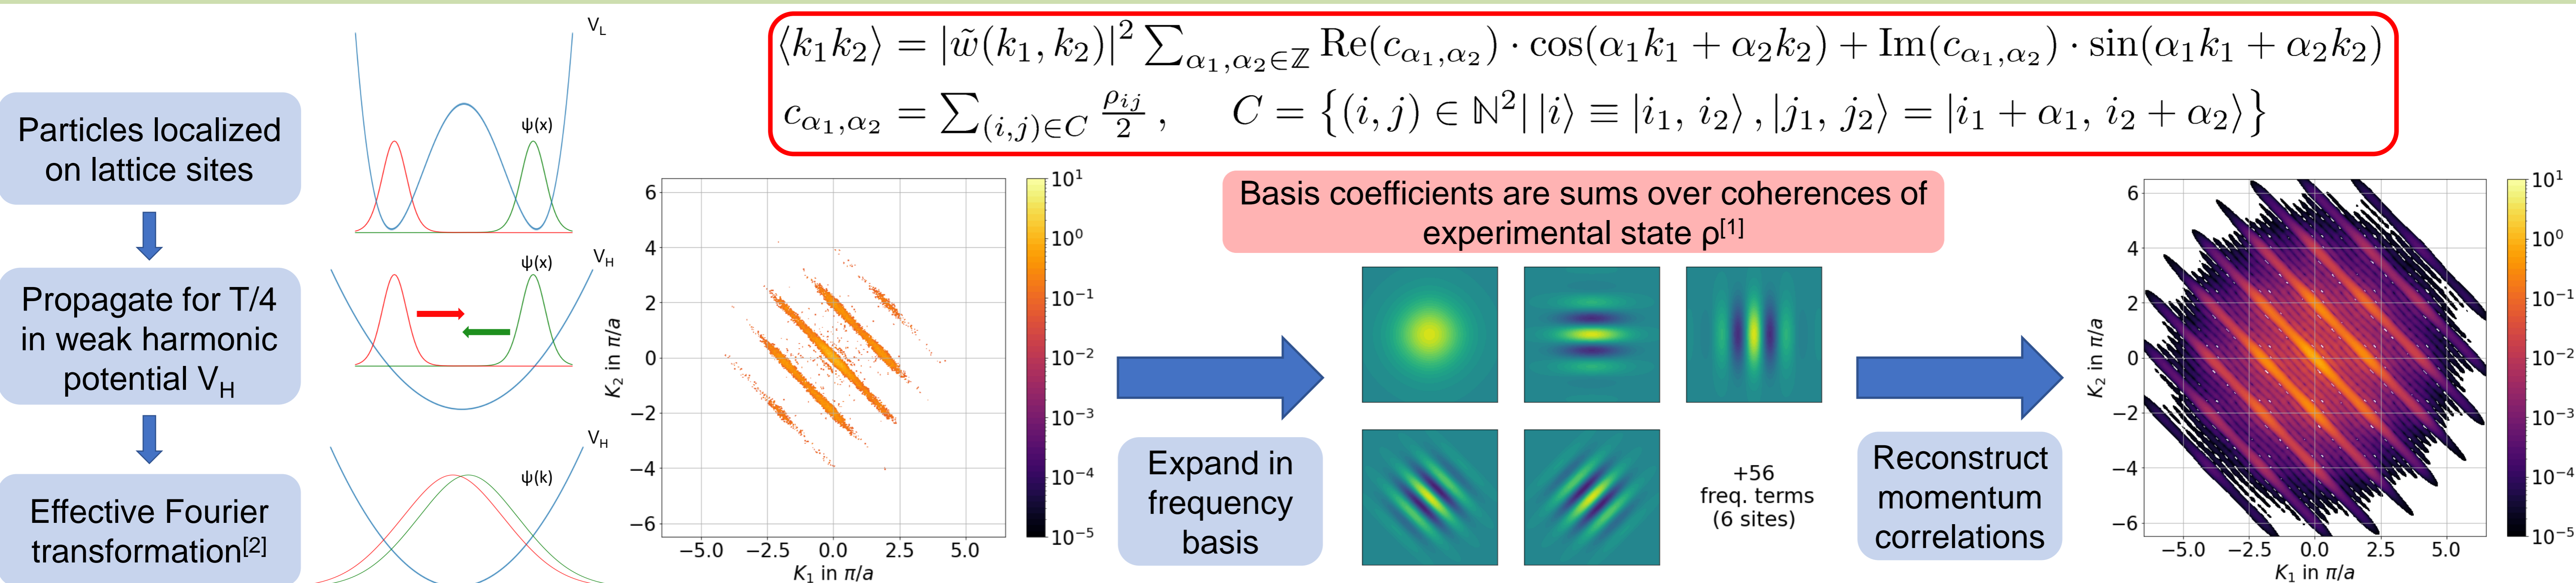 Particles localized
on lattice sites
Propagate for T/4
in weak harmonic
potential V_H
Effective Fourier
transformation[2]
V_L
ψ(x)
ψ(x)
V_H
V_H
ψ(k)
⟨k₁k₂⟩ = |w̃(k₁, k₂)|² ∑_{α₁,α₂∈ℤ} Re(c_{α₁,α₂}) · cos(α₁k₁ + α₂k₂) + Im(c_{α₁,α₂}) · sin(α₁k₁ + α₂k₂)
c_{α₁,α₂} = ∑_{(i,j)∈C} ρ_{ij}/2 , C = {(i, j) ∈ ℕ²| |i⟩ ≡ |i₁, i₂⟩ , |j₁, j₂⟩ = |i₁ + α₁, i₂ + α₂⟩}
6
4
2
0
−2
−4
−6
K₂ in π/a
−5.0 −2.5 0.0 2.5 5.0
K₁ in π/a
10¹
10⁰
10⁻¹
10⁻²
10⁻³
10⁻⁴
10⁻⁵
Basis coefficients are sums over coherences of
experimental state ρ[1]
Expand in
frequency
basis
+56
freq. terms
(6 sites)
Reconstruct
momentum
correlations
6
4
2
0
−2
−4
−6
K₂ in π/a
−5.0 −2.5 0.0 2.5 5.0
K₁ in π/a
10¹
10⁰
10⁻¹
10⁻²
10⁻³
10⁻⁴
10⁻⁵